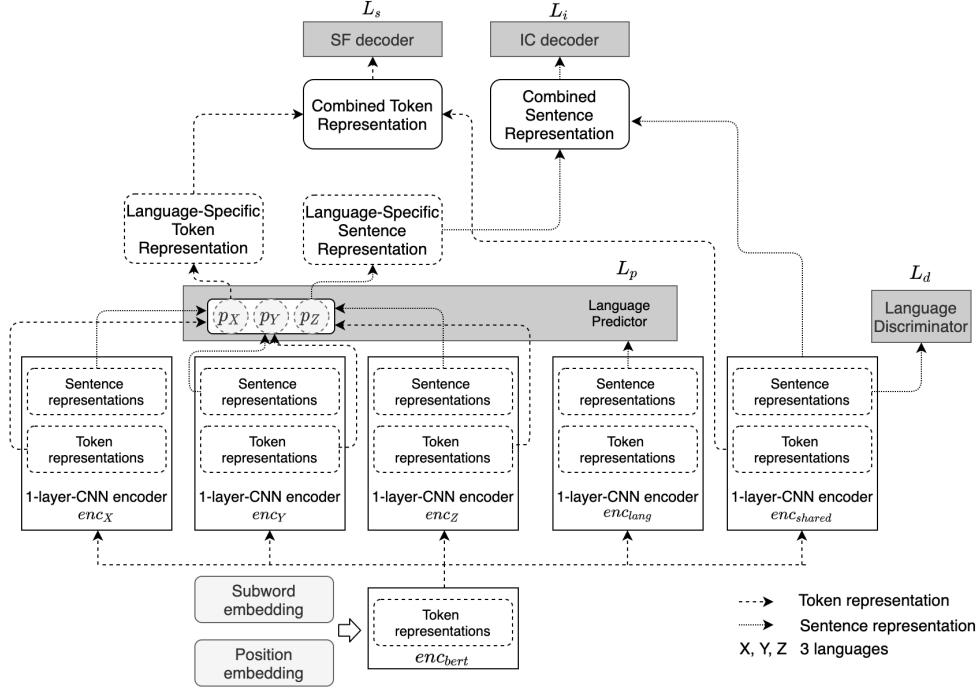 L_s
L_i
SF decoder
IC decoder
Combined Token
Representation
Combined
Sentence
Representation
Language-Specific
Token
Representation
Language-Specific
Sentence
Representation
L_p
p_X p_Y p_Z
Language
Predictor
L_d
Language
Discriminator
Sentence
representations
Token
representations
1-layer-CNN encoder
enc_X
Sentence
representations
Token
representations
1-layer-CNN encoder
enc_Y
Sentence
representations
Token
representations
1-layer-CNN encoder
enc_Z
Sentence
representations
Token
representations
1-layer-CNN encoder
enc_lang
Sentence
representations
Token
representations
1-layer-CNN encoder
enc_shared
Subword
embedding
Position
embedding
Token
representations
enc_bert
Token representation
Sentence representation
X, Y, Z 3 languages